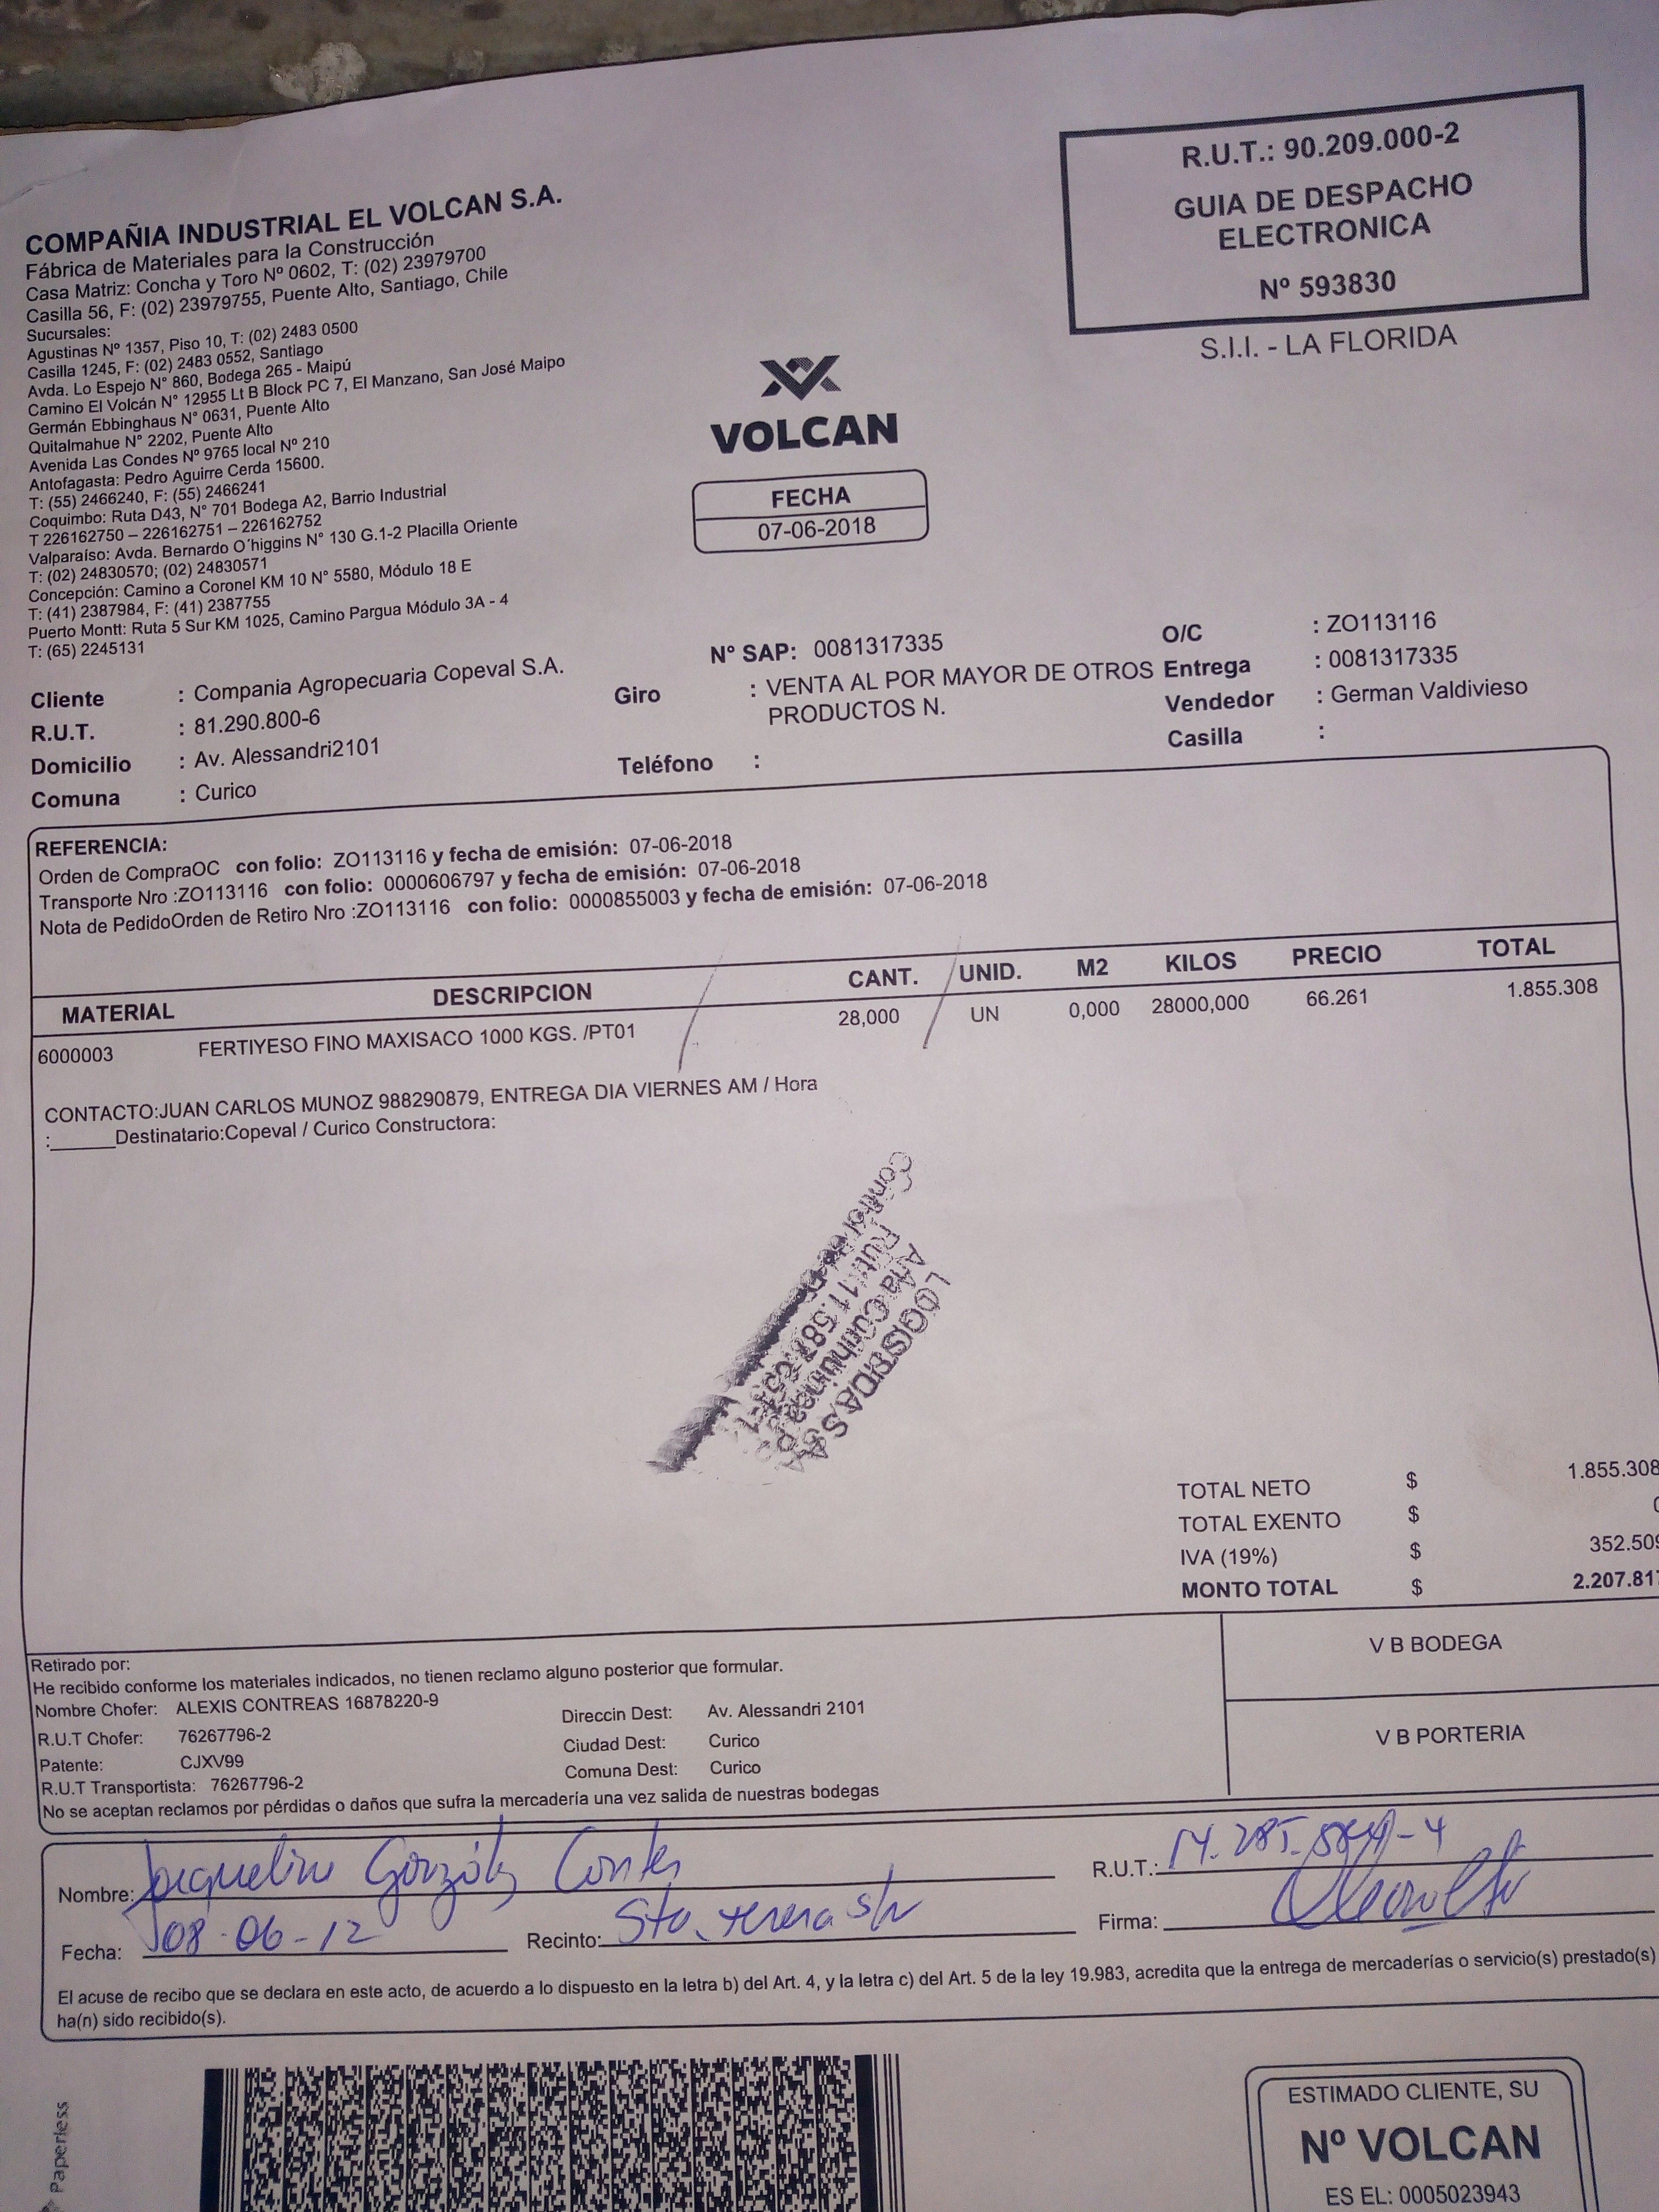 R.U.T.: 90.209.000-2
GUIA DE DESPACHO
ELECTRONICA
Nº 593830
S.I.I. - LA FLORIDA
COMPAÑIA INDUSTRIAL EL VOLCAN S.A.
Fábrica de Materiales para la Construcción
Casa Matriz: Concha y Toro Nº 0602, T: (02) 23979700
Casilla 56, F: (02) 23979755, Puente Alto, Santiago, Chile
Sucursales:
Agustinas Nº 1357, Piso 10, T: (02) 2483 0500
Casilla 1245, F: (02) 2483 0552, Santiago
Avda. Lo Espejo N° 860, Bodega 265 - Maipú
Camino El Volcán N° 12955 Lt B Block PC 7, El Manzano, San José Maipo
Germán Ebbinghaus N° 0631, Puente Alto
Quitalmahue N° 2202, Puente Alto
Avenida Las Condes Nº 9765 local Nº 210
Antofagasta: Pedro Aguirre Cerda 15600.
T: (55) 2466240, F: (55) 2466241
Coquimbo: Ruta D43, N° 701 Bodega A2, Barrio Industrial
T 226162750 – 226162751 – 226162752
Valparaíso: Avda. Bernardo O´higgins N° 130 G.1-2 Placilla Oriente
T: (02) 24830570; (02) 24830571
Concepción: Camino a Coronel KM 10 N° 5580, Módulo 18 E
T: (41) 2387984, F: (41) 2387755
Puerto Montt: Ruta 5 Sur KM 1025, Camino Pargua Módulo 3A - 4
T: (65) 2245131
VOLCAN
FECHA
07-06-2018
N° SAP: 0081317335
O/C : ZO113116
Entrega : 0081317335
Vendedor : German Valdivieso
Casilla :
Cliente : Compania Agropecuaria Copeval S.A.
R.U.T. : 81.290.800-6
Domicilio : Av. Alessandri2101
Comuna : Curico
Giro : VENTA AL POR MAYOR DE OTROS
PRODUCTOS N.
Teléfono :
REFERENCIA:
Orden de CompraOC con folio: ZO113116 y fecha de emisión: 07-06-2018
Transporte Nro :ZO113116 con folio: 0000606797 y fecha de emisión: 07-06-2018
Nota de PedidoOrden de Retiro Nro :ZO113116 con folio: 0000855003 y fecha de emisión: 07-06-2018
MATERIAL DESCRIPCION CANT. UNID. M2 KILOS PRECIO TOTAL
6000003 FERTIYESO FINO MAXISACO 1000 KGS. /PT01 28,000 UN 0,000 28000,000 66.261 1.855.308
CONTACTO:JUAN CARLOS MUNOZ 988290879, ENTREGA DIA VIERNES AM / Hora
:______Destinatario:Copeval / Curico Constructora:
TOTAL NETO $ 1.855.308
TOTAL EXENTO $ 0
IVA (19%) $ 352.509
MONTO TOTAL $ 2.207.817
Retirado por:
He recibido conforme los materiales indicados, no tienen reclamo alguno posterior que formular.
Nombre Chofer: ALEXIS CONTREAS 16878220-9
R.U.T Chofer: 76267796-2
Patente: CJXV99
R.U.T Transportista: 76267796-2
Direccin Dest: Av. Alessandri 2101
Ciudad Dest: Curico
Comuna Dest: Curico
No se aceptan reclamos por pérdidas o daños que sufra la mercadería una vez salida de nuestras bodegas
V B BODEGA
V B PORTERIA
Nombre: González
R.U.T.:
Fecha: 08-06-12
Recinto: Sta. teresa s/n
Firma:
El acuse de recibo que se declara en este acto, de acuerdo a lo dispuesto en la letra b) del Art. 4, y la letra c) del Art. 5 de la ley 19.983, acredita que la entrega de mercaderías o servicio(s) prestado(s)
ha(n) sido recibido(s).
Paperless
ESTIMADO CLIENTE, SU
Nº VOLCAN
ES EL: 0005023943